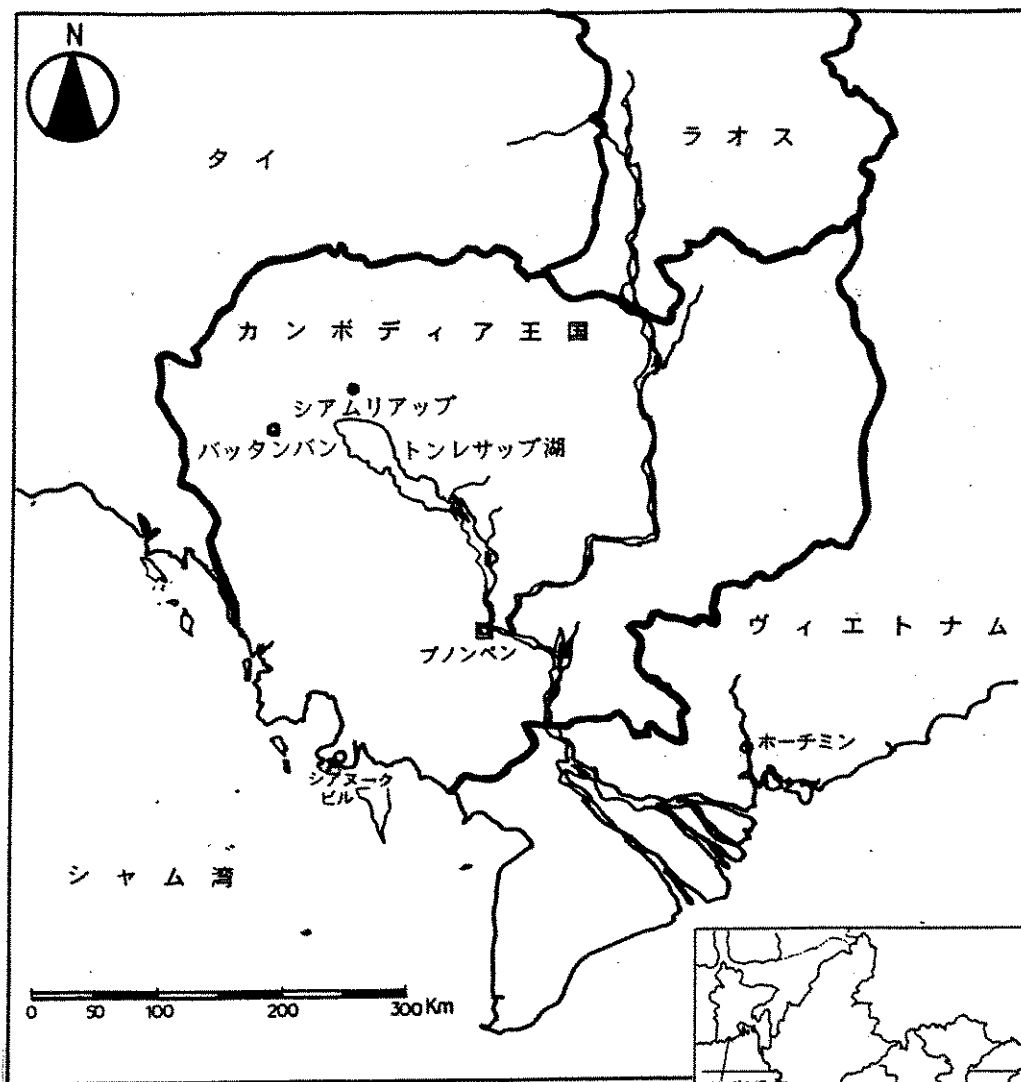 N
タイ
ラオス
カンボディア王国
シアムリアップ
バッタンバン
トンレサップ湖
プノンペン
ヴィエトナム
ホーチミン
シアヌーク
ビル
シャム湾
0 50 100 200 300 Km